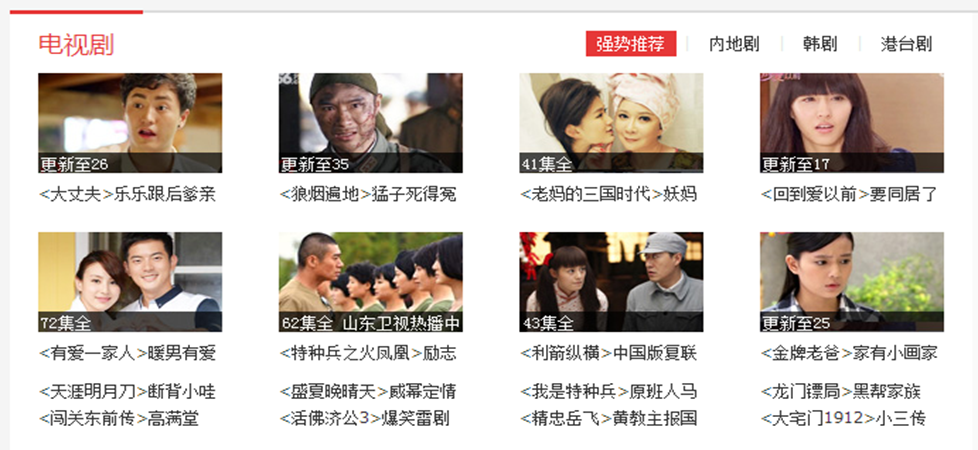 电视剧
强势推荐 内地剧 韩剧 港台剧
更新至26
更新至35
41集全
更新至17
<大丈夫>乐乐跟后爹亲
<狼烟遍地>猛子死得冤
<老妈的三国时代>妖妈
<回到爱以前>要同居了
72集全
62集全 山东卫视热播中
43集全
更新至25
<有爱一家人>暖男有爱
<特种兵之火凤凰>励志
<利箭纵横>中国版复联
<金牌老爸>家有小画家
<天涯明月刀>断背小哇
<盛夏晚晴天>威幂定情
<我是特种兵>原班人马
<龙门镖局>黑帮家族
<闯关东前传>高满堂
<活佛济公3>爆笑雷剧
<精忠岳飞>黄教主报国
<大宅门1912>小三传